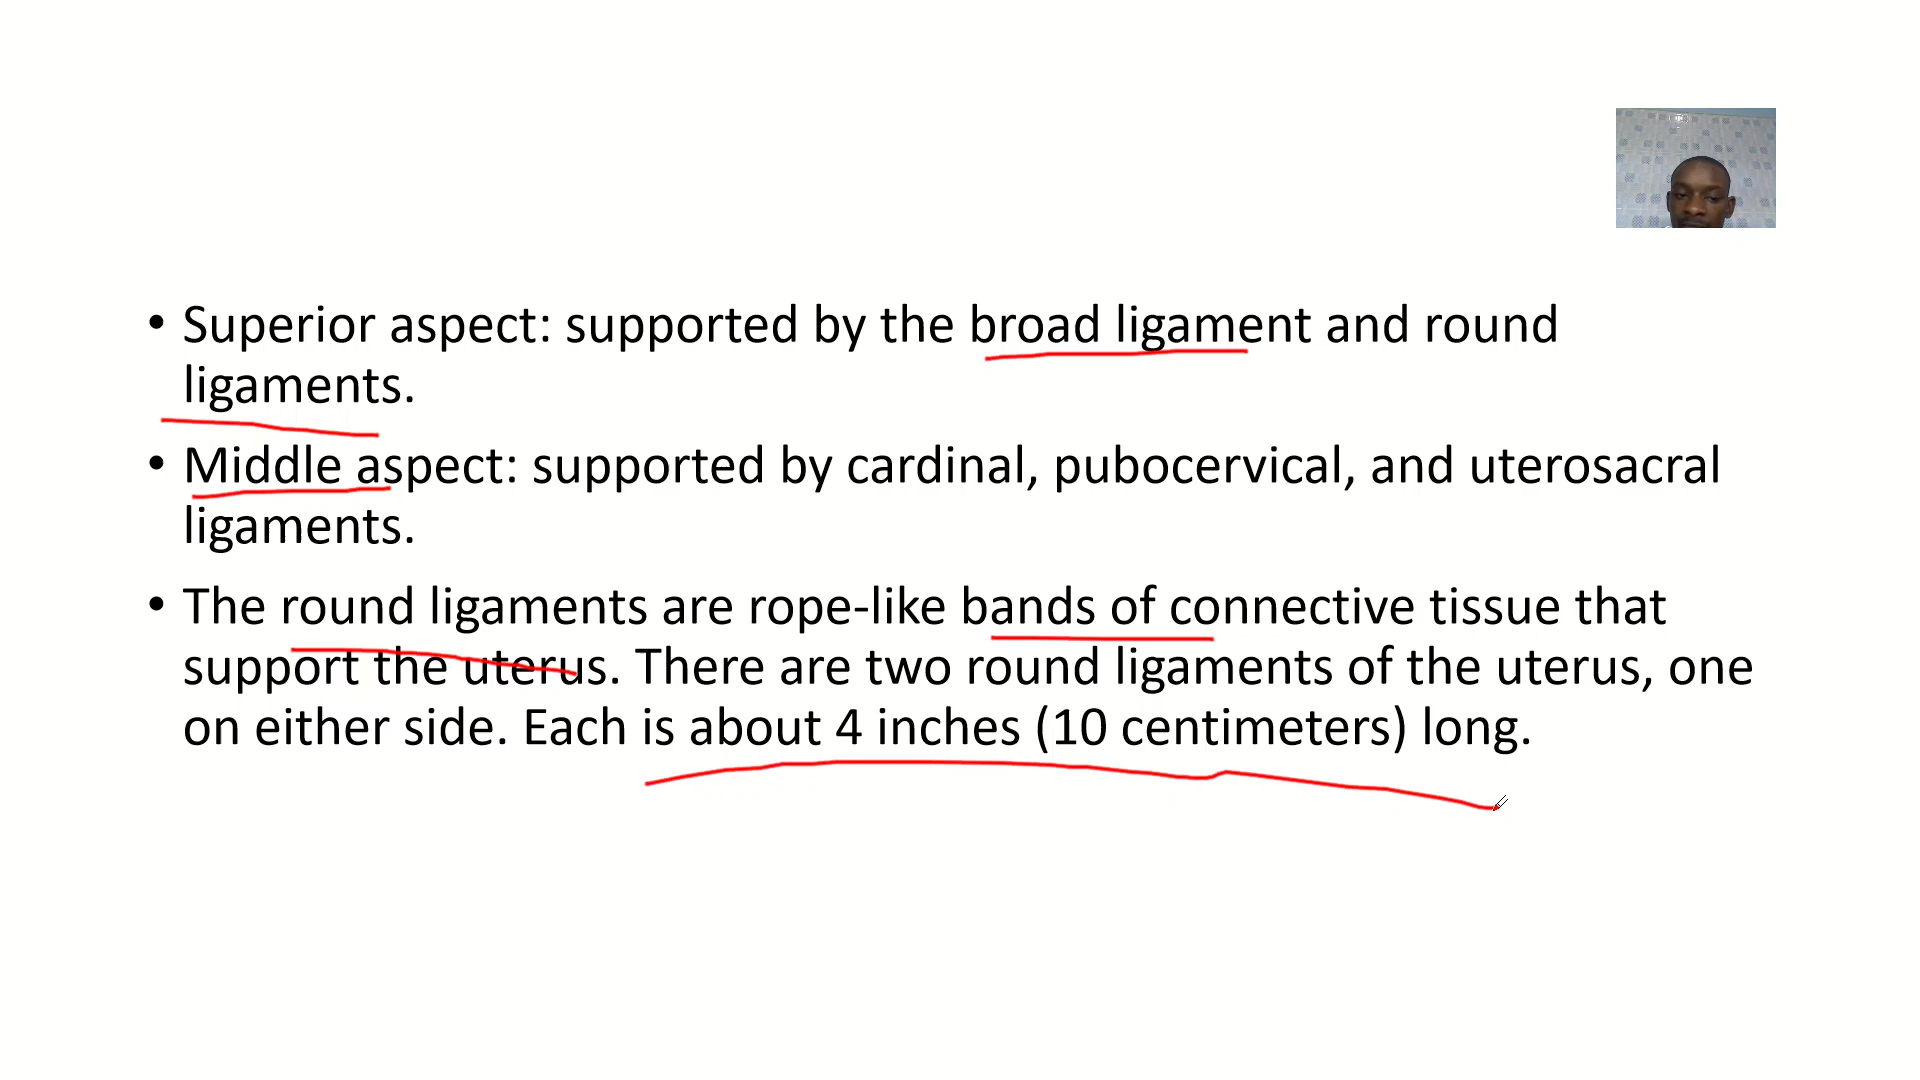 • Superior aspect: supported by the broad ligament and round
ligaments.
• Middle aspect: supported by cardinal, pubocervical, and uterosacral
ligaments.
• The round ligaments are rope-like bands of connective tissue that
support the uterus. There are two round ligaments of the uterus, one
on either side. Each is about 4 inches (10 centimeters) long.